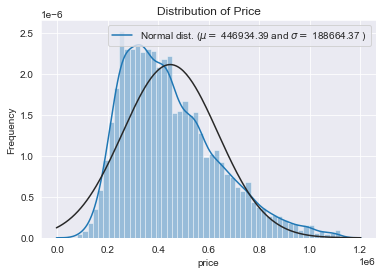 Distribution of Price
1e−6
Normal dist. (μ = 446934.39 and σ = 188664.37 )
2.5
2.0
1.5
1.0
0.5
0.0
Frequency
0.0 0.2 0.4 0.6 0.8 1.0 1.2
price
1e6